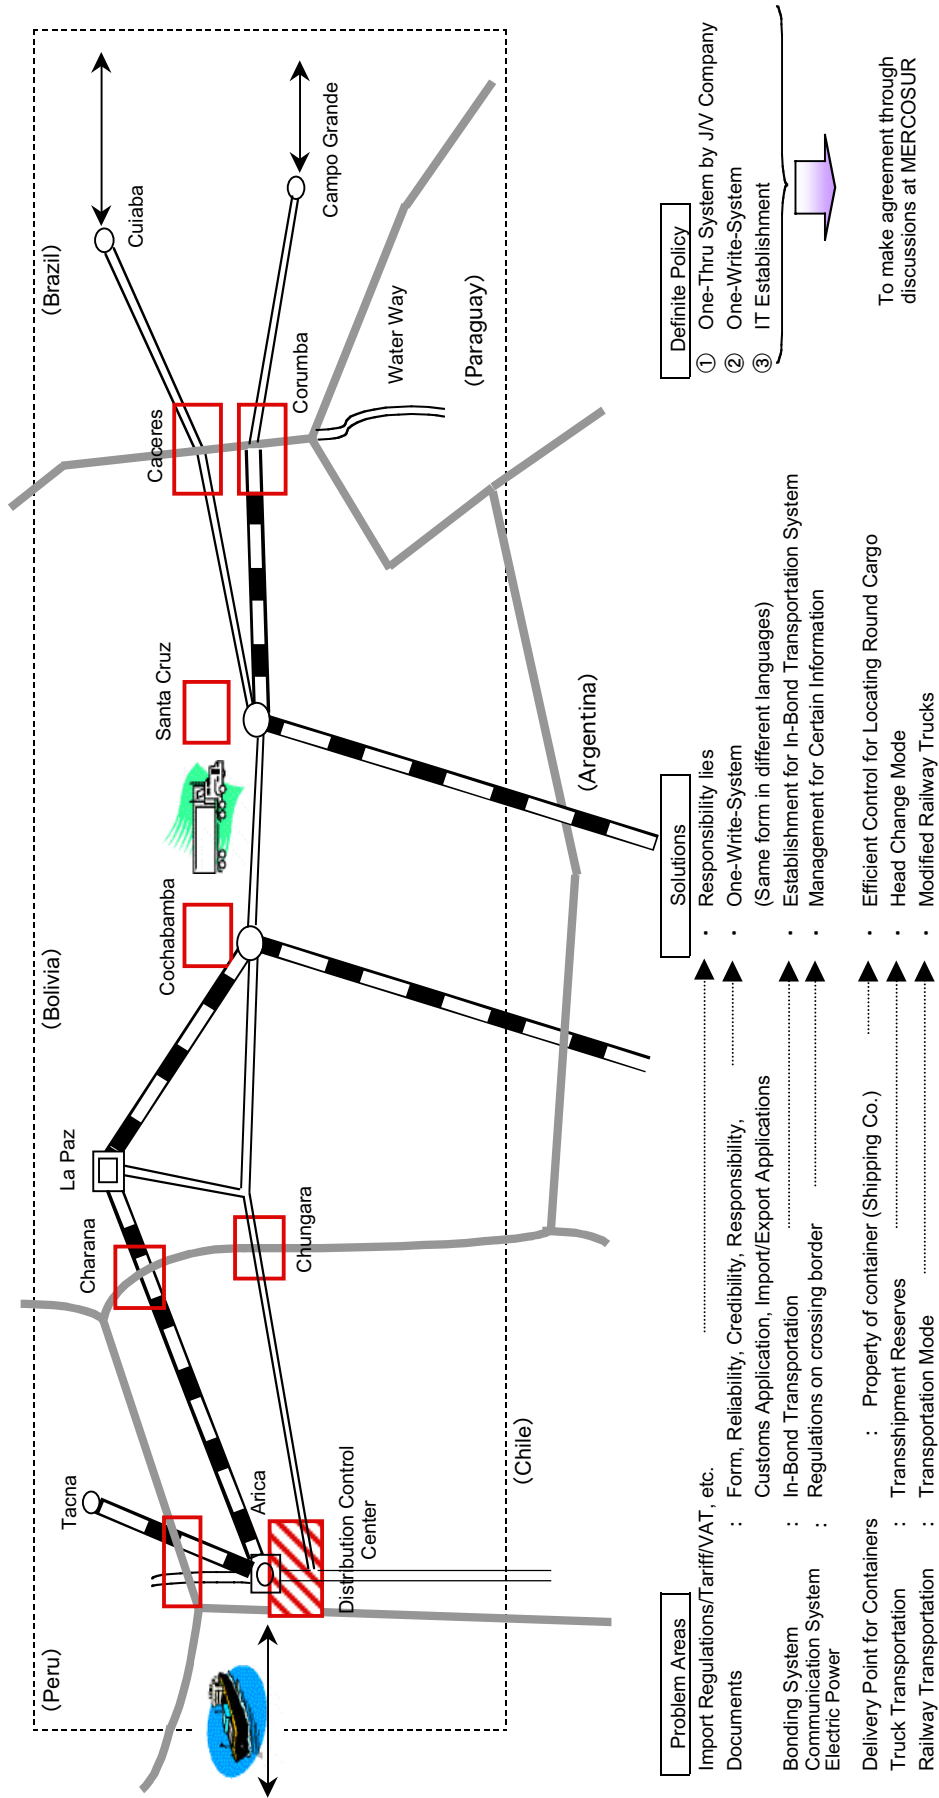 (Peru)
(Bolivia)
(Brazil)
Tacna
Charana
La Paz
Cochabamba
Santa Cruz
Caceres
Cuiaba
Arica
Chungara
Corumba
Campo Grande
Distribution Control
Center
Water Way
(Paraguay)
(Chile)
(Argentina)
Problem Areas
Import Regulations/Tariff/VAT, etc.
Documents : Form, Reliability, Credibility, Responsibility,
Customs Application, Import/Export Applications
Bonding System : In-Bond Transportation
Communication System : Regulations on crossing border
Electric Power
Delivery Point for Containers : Property of container (Shipping Co.)
Truck Transportation : Transshipment Reserves
Railway Transportation : Transportation Mode
Solutions
・ Responsibility lies
・ One-Write-System
(Same form in different languages)
・ Establishment for In-Bond Transportation System
・ Management for Certain Information
・ Efficient Control for Locating Round Cargo
・ Head Change Mode
・ Modified Railway Trucks
Definite Policy
① One-Thru System by J/V Company
② One-Write-System
③ IT Establishment
To make agreement through
discussions at MERCOSUR